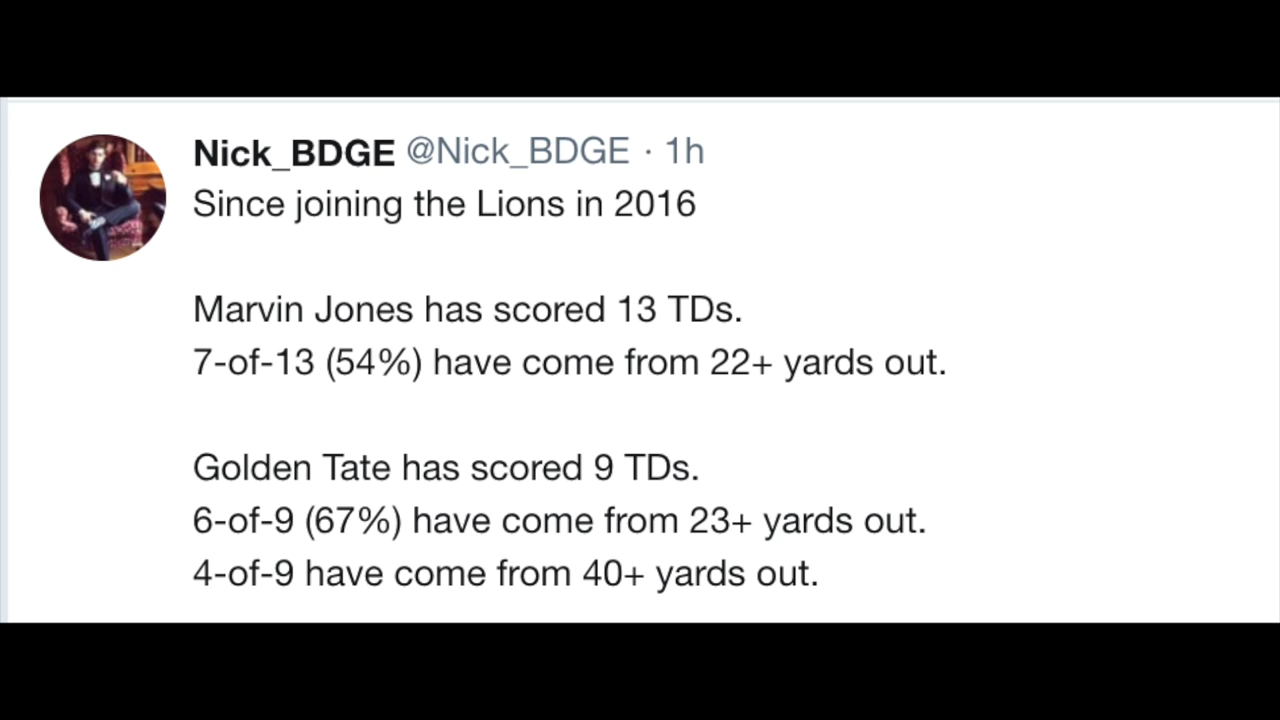 Nick_BDGE @Nick_BDGE · 1h
Since joining the Lions in 2016
Marvin Jones has scored 13 TDs.
7-of-13 (54%) have come from 22+ yards out.
Golden Tate has scored 9 TDs.
6-of-9 (67%) have come from 23+ yards out.
4-of-9 have come from 40+ yards out.